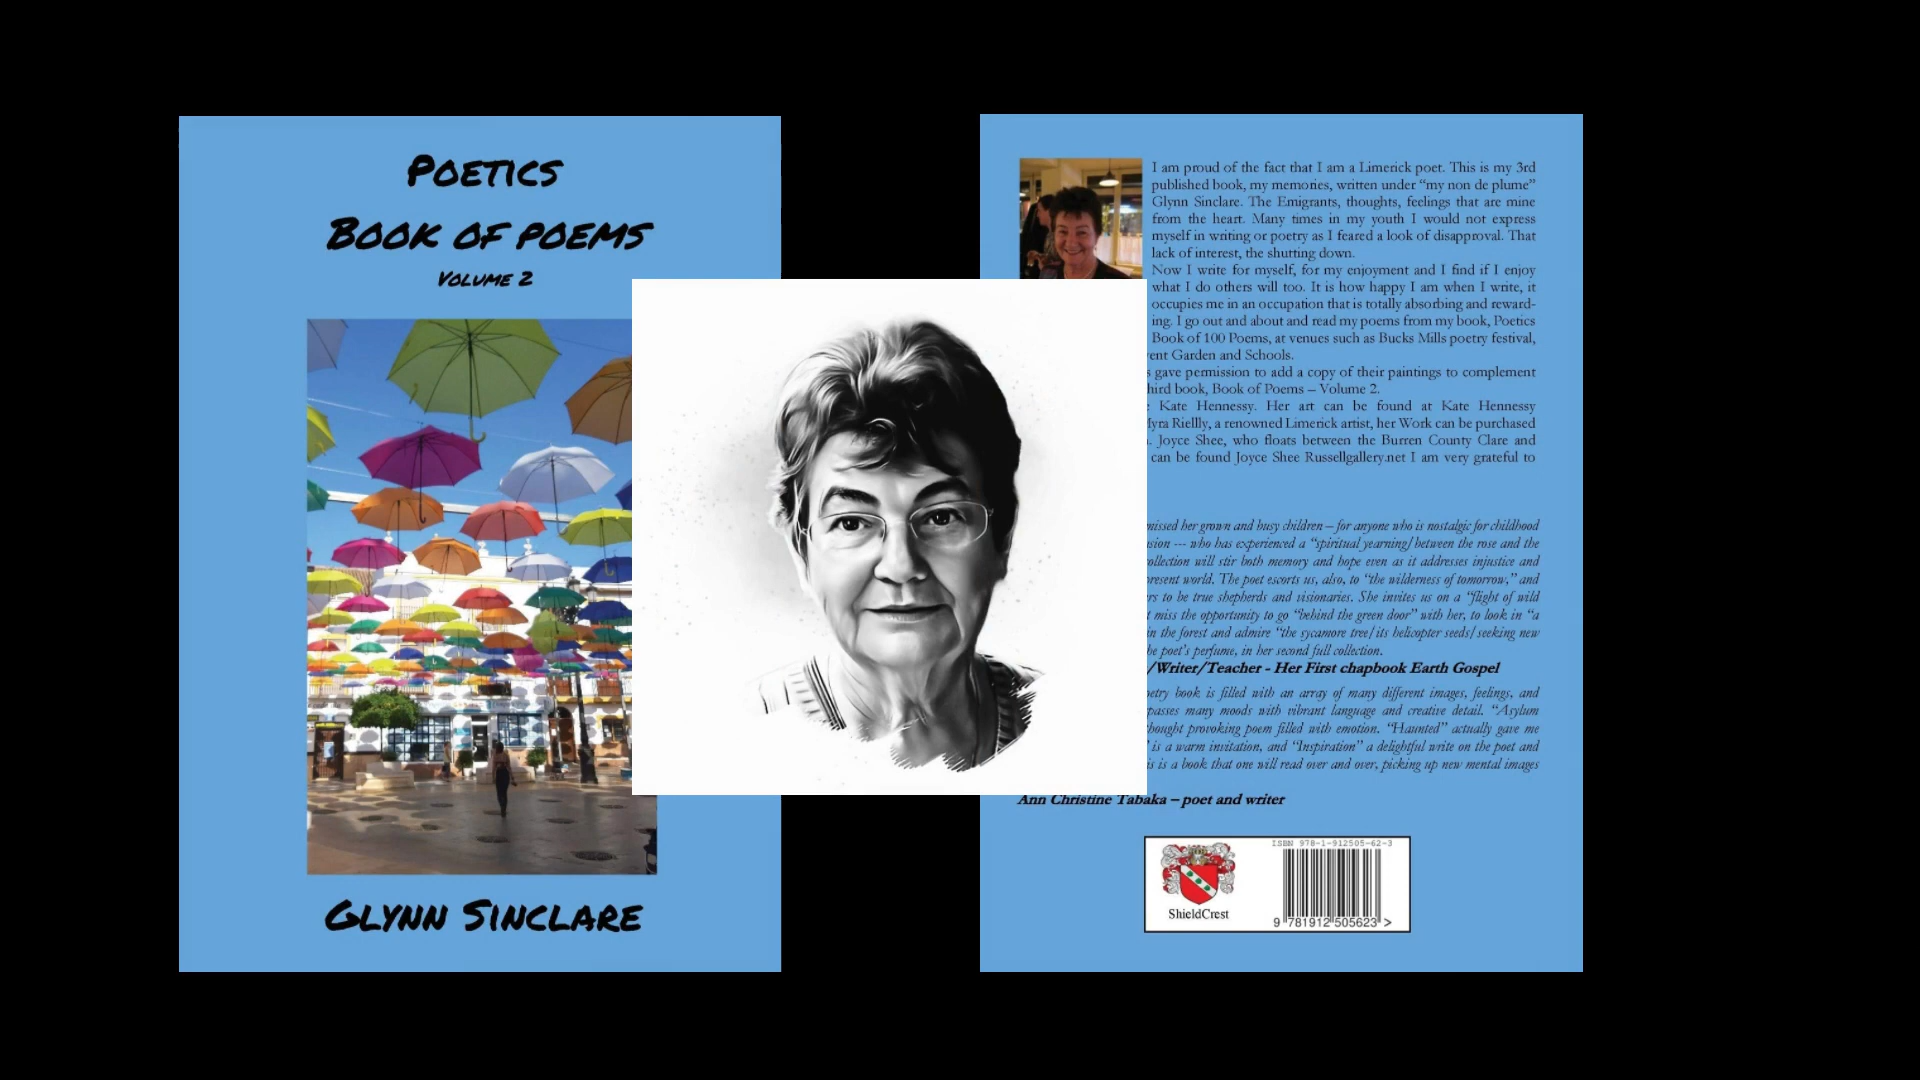 POETICS
BOOK OF POEMS
VOLUME 2
GLYNN SINCLARE
I am proud of the fact that I am a Limerick poet. This is my 3rd
published book, my memories, written under “my non de plume”
Glynn Sinclare. The Emigrants, thoughts, feelings that are mine
from the heart. Many times in my youth I would not express
myself in writing or poetry as I feared a look of disapproval. That
lack of interest, the shutting down.
Now I write for myself, for my enjoyment and I find if I enjoy
what I do others will too. It is how happy I am when I write, it
occupies me in an occupation that is totally absorbing and reward-
ing. I go out and about and read my poems from my book, Poetics
Book of 100 Poems, at venues such as Bucks Mills poetry festival,
Garden and Schools.
gave permission to add a copy of their paintings to complement
book, Book of Poems – Volume 2.
Kate Hennessy. Her art can be found at Kate Hennessy
Riellly, a renowned Limerick artist, her Work can be purchased
Joyce Shee, who floats between the Burren County Clare and
can be found Joyce Shee Russellgallery.net I am very grateful to
missed her grown and busy children – for anyone who is nostalgic for childhood
--- who has experienced a “spiritual yearning/between the rose and the
collection will stir both memory and hope even as it addresses injustice and
present world. The poet escorts us, also, to “the wilderness of tomorrow,” and
to be true shepherds and visionaries. She invites us on a “flight of wild
miss the opportunity to go “behind the green door” with her, to look in “a
in the forest and admire “the sycamore tree/its helicopter seeds/seeking new
poet's perfume, in her second full collection.
/Writer/Teacher - Her First chapbook Earth Gospel
book is filled with an array of many different images, feelings, and
many moods with vibrant language and creative detail. “Asylum
thought provoking poem filled with emotion. “Haunted” actually gave me
is a warm invitation, and “Inspiration” a delightful write on the poet and
is a book that one will read over and over, picking up new mental images
Ann Christine Tabaka – poet and writer
ISBN 978-1-912505-62-3
ShieldCrest
9 781912 505623 >